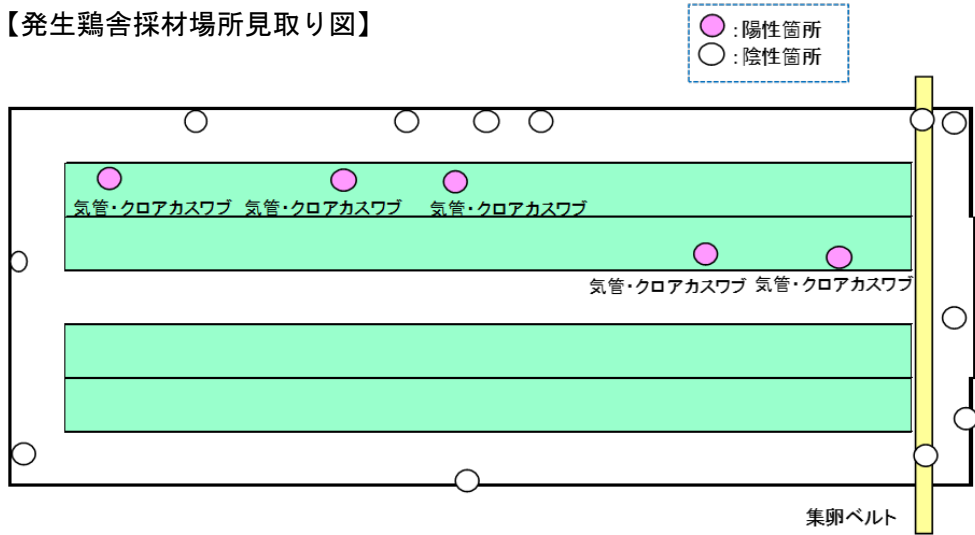 【発生鶏舎採材場所見取り図】
:陽性箇所
:陰性箇所
気管・クロアカスワブ 気管・クロアカスワブ 気管・クロアカスワブ
気管・クロアカスワブ 気管・クロアカスワブ
集卵ベルト